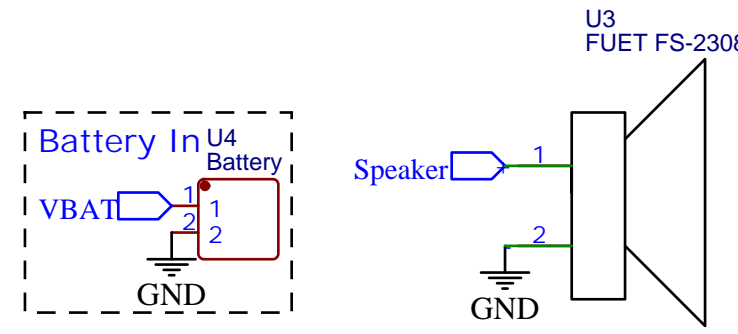 U3
FUET FS-2308
Battery In
U4
Battery
VBAT
1
1
2
2
GND
Speaker
1
2
GND